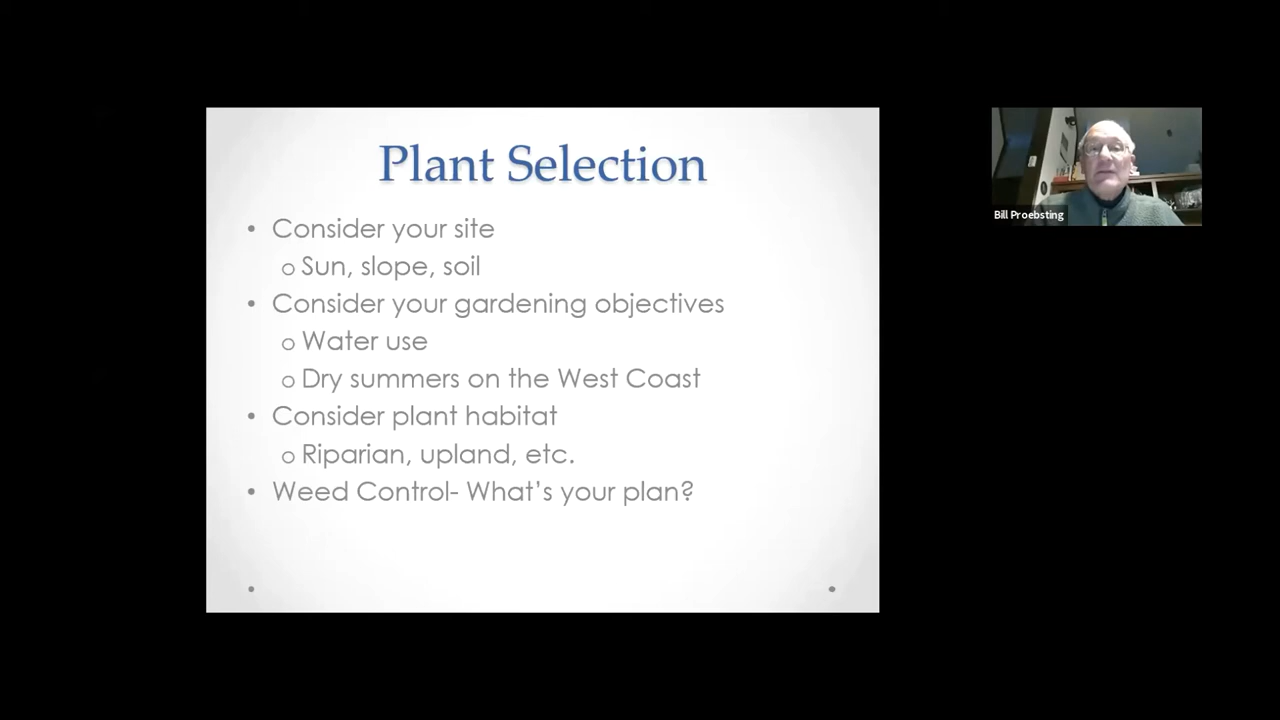 Plant Selection
• Consider your site
o Sun, slope, soil
• Consider your gardening objectives
o Water use
o Dry summers on the West Coast
• Consider plant habitat
o Riparian, upland, etc.
• Weed Control- What’s your plan?
Bill Proebsting